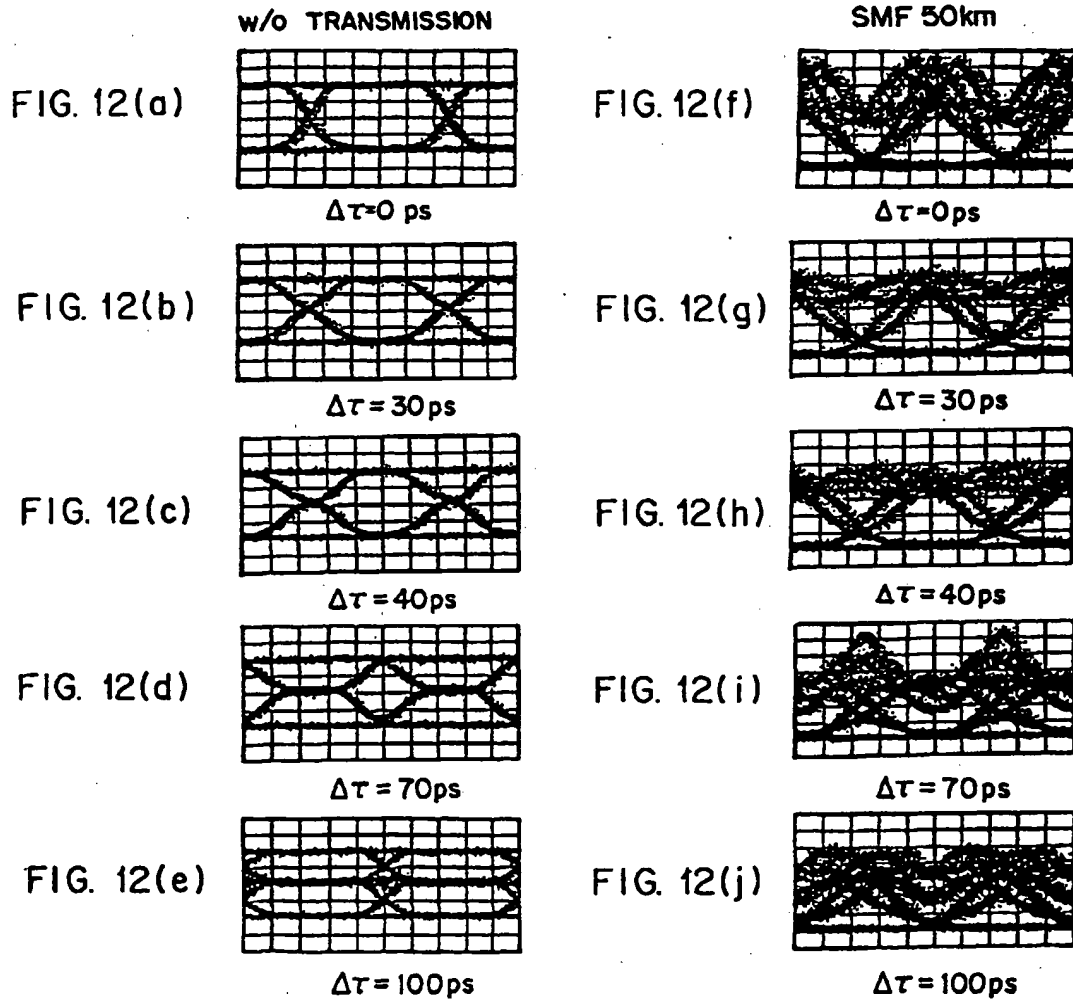 w/o TRANSMISSION
SMF 50km
FIG. 12(a)
Δτ=0 ps
FIG. 12(f)
Δτ=0ps
FIG. 12(b)
Δτ = 30ps
FIG. 12(g)
Δτ = 30ps
FIG. 12(c)
Δτ = 40ps
FIG. 12(h)
Δτ = 40ps
FIG. 12(d)
Δτ = 70ps
FIG. 12(i)
Δτ = 70ps
FIG. 12(e)
Δτ = 100ps
FIG. 12(j)
Δτ = 100ps